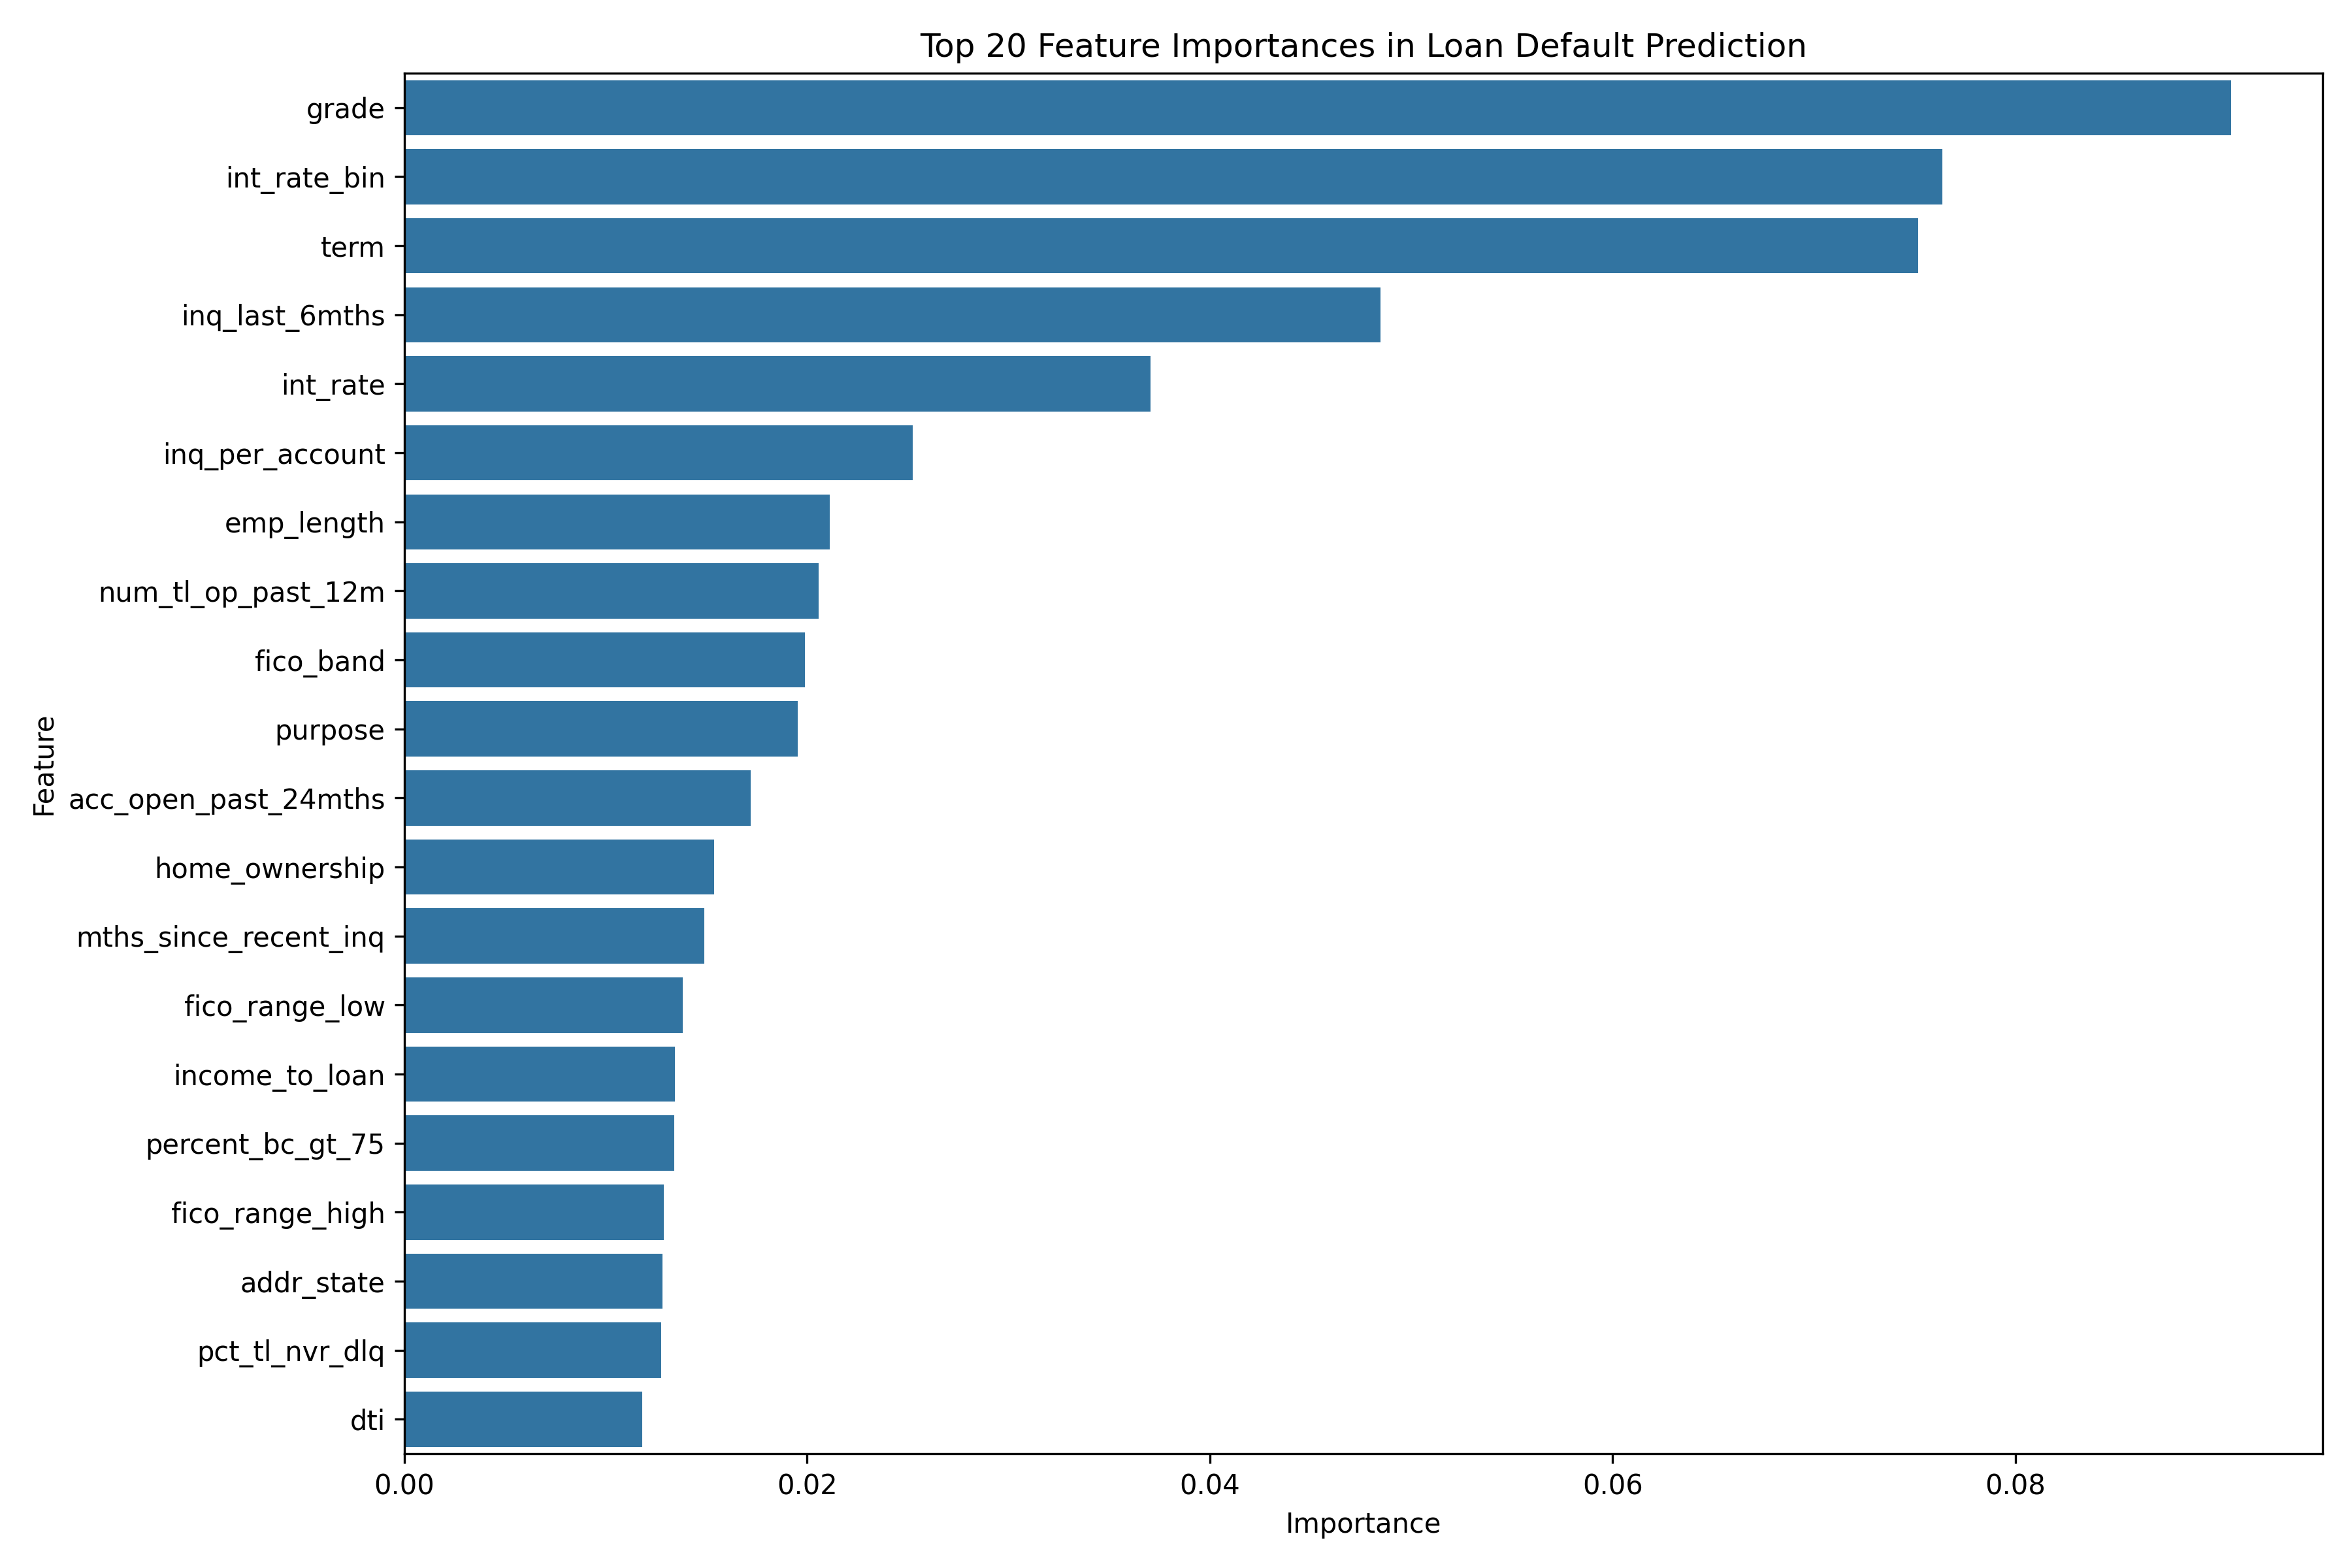 Top 20 Feature Importances in Loan Default Prediction
grade
int_rate_bin
term
inq_last_6mths
int_rate
inq_per_account
emp_length
num_tl_op_past_12m
fico_band
purpose
acc_open_past_24mths
home_ownership
mths_since_recent_inq
fico_range_low
income_to_loan
percent_bc_gt_75
fico_range_high
addr_state
pct_tl_nvr_dlq
dti
Feature
0.00 0.02 0.04 0.06 0.08
Importance